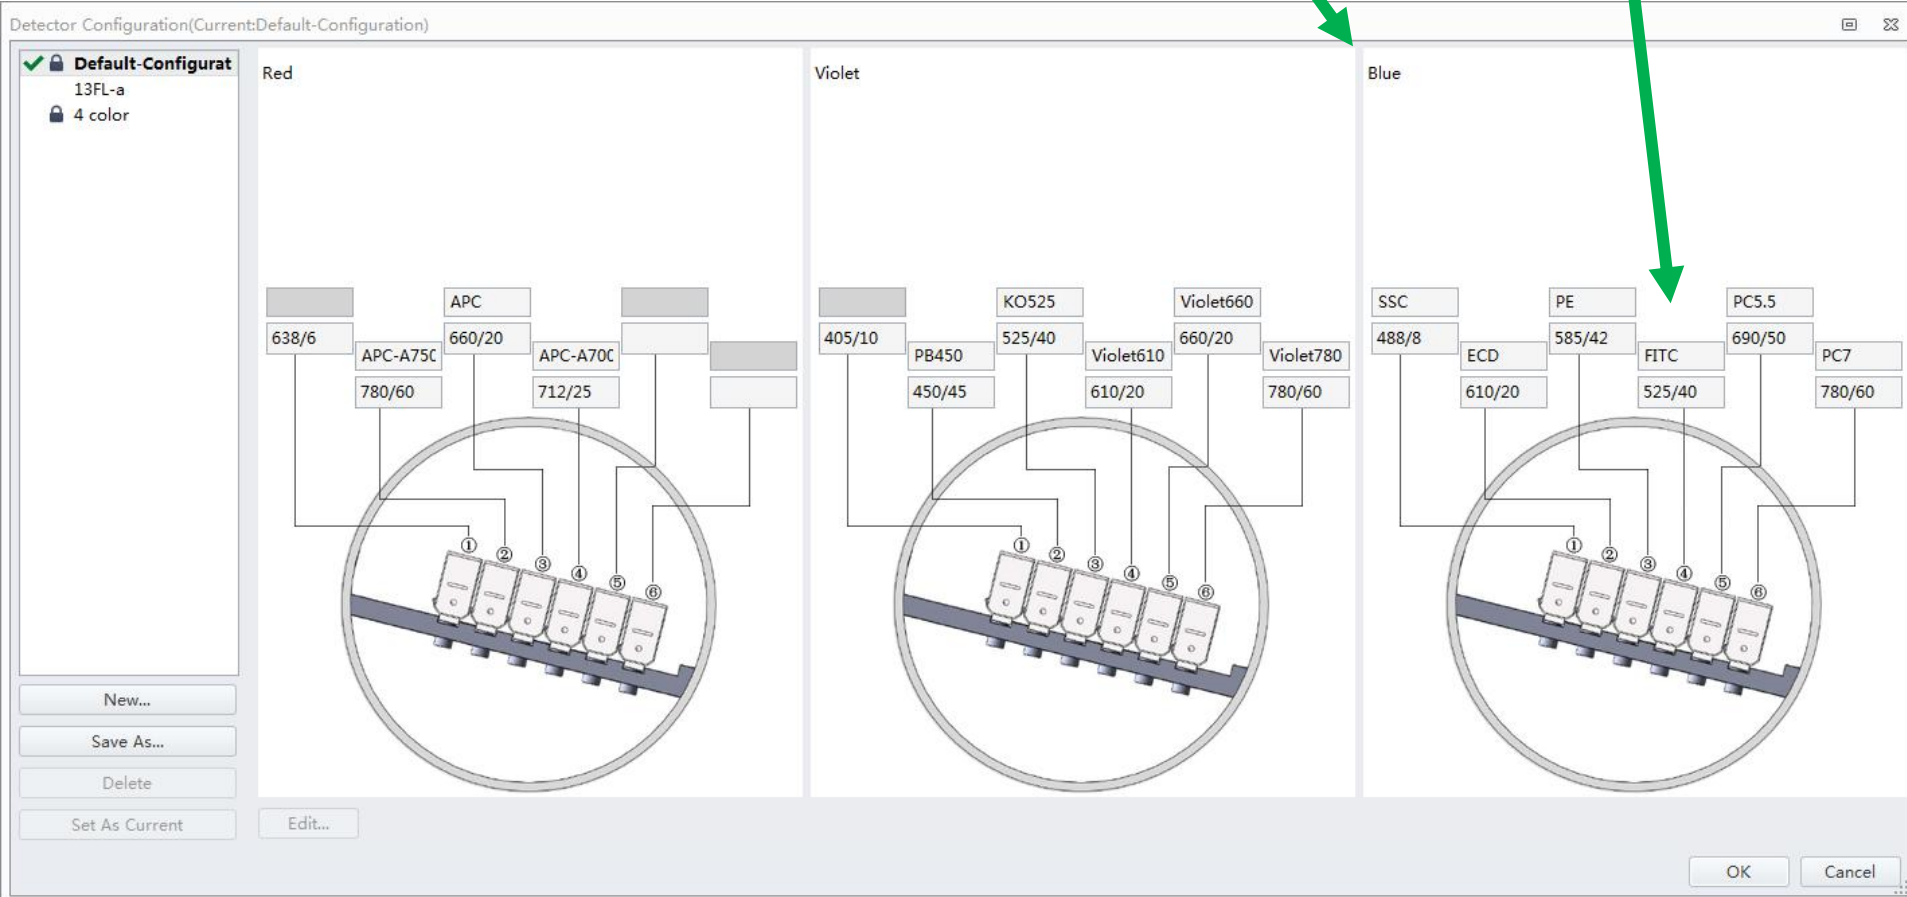 Detector Configuration(Current:Default-Configuration)
Default-Configurat
13FL-a
4 color
New...
Save As...
Delete
Set As Current
Red
APC
638/6
660/20
APC-A750
APC-A700
780/60
712/25
①
②
③
④
⑤
⑥
Edit...
Violet
KO525
Violet660
405/10
525/40
660/20
PB450
Violet610
Violet780
450/45
610/20
780/60
①
②
③
④
⑤
⑥
Blue
SSC
PE
PC5.5
488/8
585/42
690/50
ECD
FITC
PC7
610/20
525/40
780/60
①
②
③
④
⑤
⑥
OK
Cancel